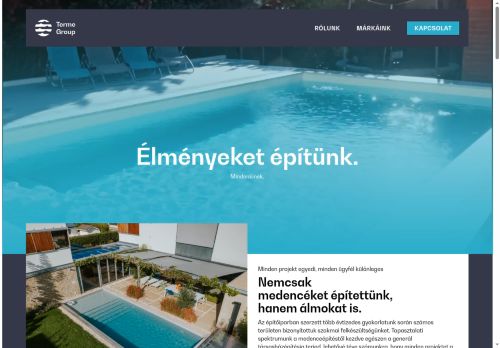 Torme
Group
RÓLUNK
MÁRKÁINK
KAPCSOLAT
Élményeket építünk.
Mindenkinek.
Minden projekt egyedi, minden ügyfél különleges
Nemcsak
medencéket építettünk,
hanem álmokat is.
Az építőiparban szerzett több évtizedes gyakorlatunk során számos
területen bizonyítottuk szakmai felkészültségünket. Tapasztalati
spektrumunk a medenceépítéstől kezdve egészen a generál